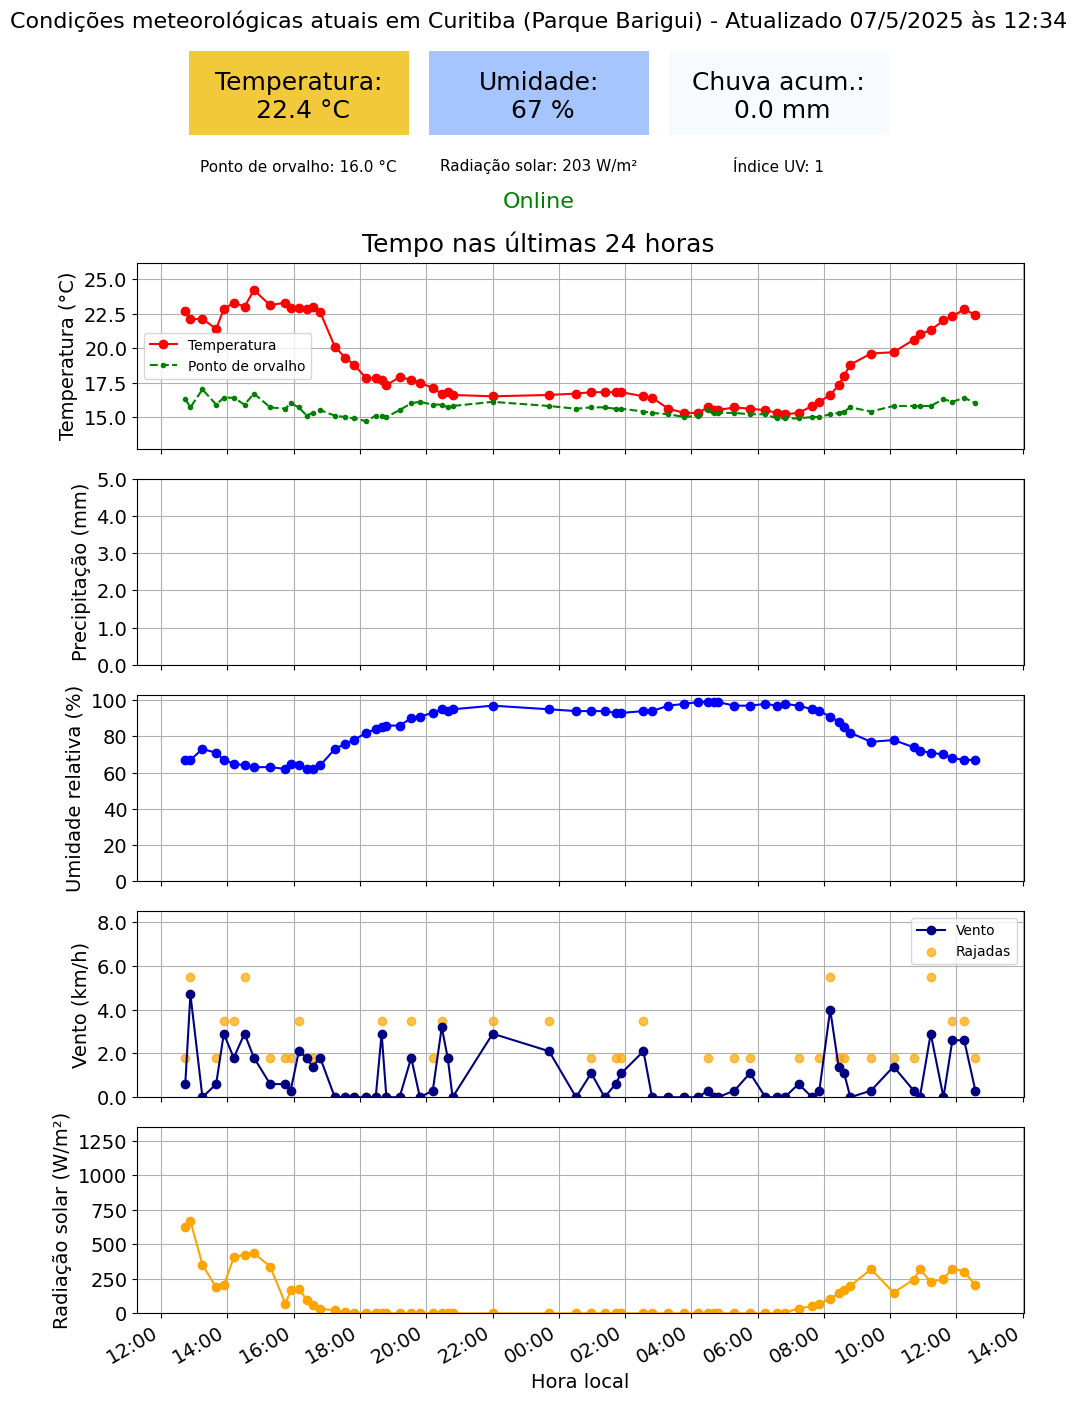 Condições meteorológicas atuais em Curitiba (Parque Barigui) - Atualizado 07/5/2025 às 12:34
Temperatura:
22.4 °C
Umidade:
67 %
Chuva acum.:
0.0 mm
Ponto de orvalho: 16.0 °C
Radiação solar: 203 W/m²
Índice UV: 1
Online
Tempo nas últimas 24 horas
Temperatura (°C)
25.0
22.5
20.0
17.5
15.0
Temperatura
Ponto de orvalho
Precipitação (mm)
5.0
4.0
3.0
2.0
1.0
0.0
Umidade relativa (%)
100
80
60
40
20
0
Vento (km/h)
8.0
6.0
4.0
2.0
0.0
Vento
Rajadas
Radiação solar (W/m²)
1250
1000
750
500
250
0
12:00
14:00
16:00
18:00
20:00
22:00
00:00
02:00
04:00
06:00
08:00
10:00
12:00
14:00
Hora local